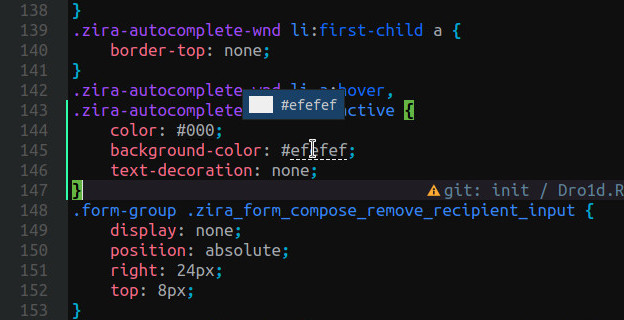 138 }
139 .zira-autocomplete-wnd li:first-child a {
140 border-top: none;
141 }
142 .zira-autocomplete-wnd li a:hover,
#efefef
143 .zira-autocomplete active {
144 color: #000;
145 background-color: #efefef;
146 text-decoration: none;
147 } git: init / Dro1d.R
148 .form-group .zira_form_compose_remove_recipient_input {
149 display: none;
150 position: absolute;
151 right: 24px;
152 top: 8px;
153 }